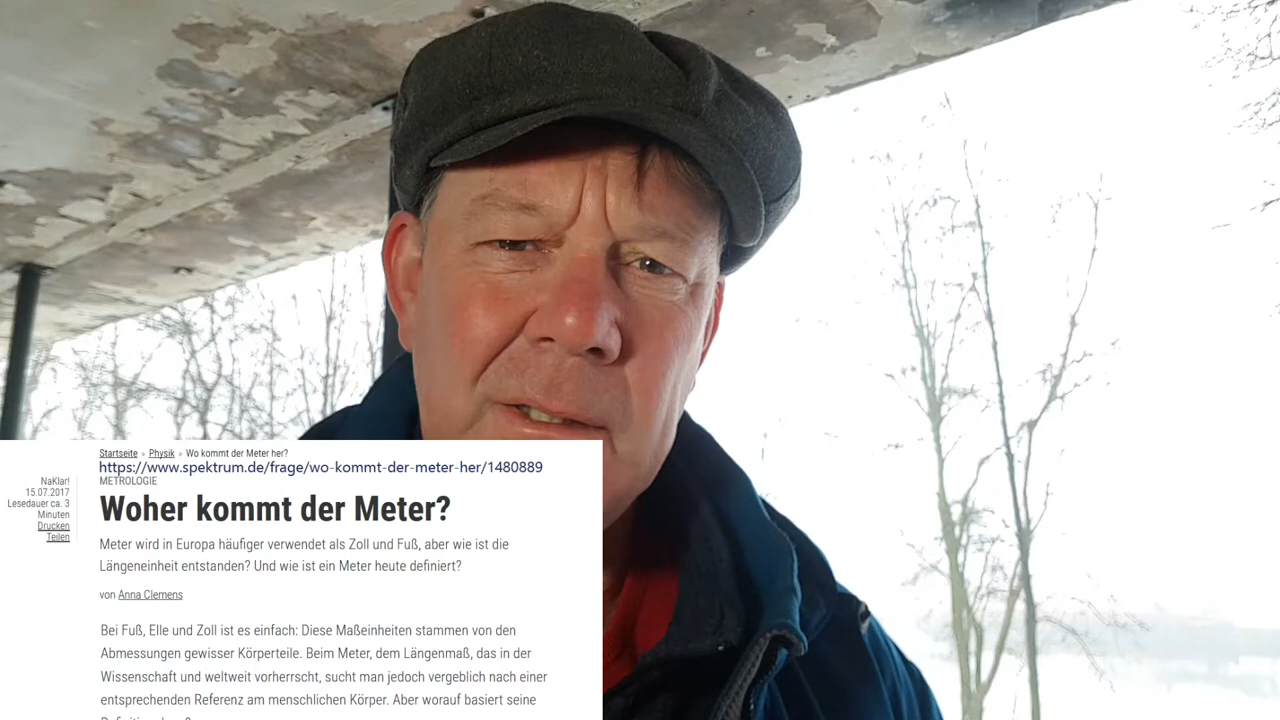 Startseite » Physik » Wo kommt der Meter her?
https://www.spektrum.de/frage/wo-kommt-der-meter-her/1480889
METROLOGIE
NaKlar!
15.07.2017
Lesedauer ca. 3
Minuten
Drucken
Teilen
Woher kommt der Meter?
Meter wird in Europa häufiger verwendet als Zoll und Fuß, aber wie ist die
Längeneinheit entstanden? Und wie ist ein Meter heute definiert?
von Anna Clemens
Bei Fuß, Elle und Zoll ist es einfach: Diese Maßeinheiten stammen von den
Abmessungen gewisser Körperteile. Beim Meter, dem Längenmaß, das in der
Wissenschaft und weltweit vorherrscht, sucht man jedoch vergeblich nach einer
entsprechenden Referenz am menschlichen Körper. Aber worauf basiert seine